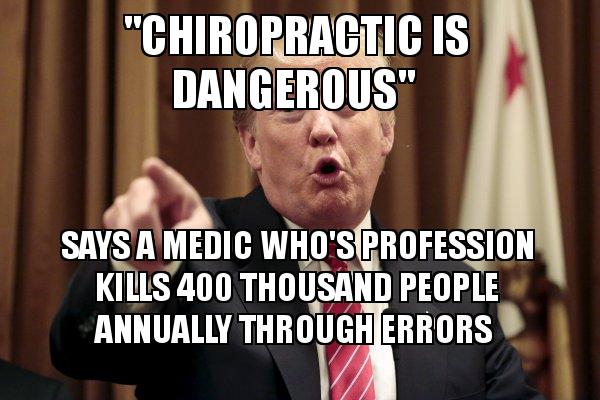 "CHIROPRACTIC IS
DANGEROUS"
SAYS A MEDIC WHO'S PROFESSION
KILLS 400 THOUSAND PEOPLE
ANNUALLY THROUGH ERRORS